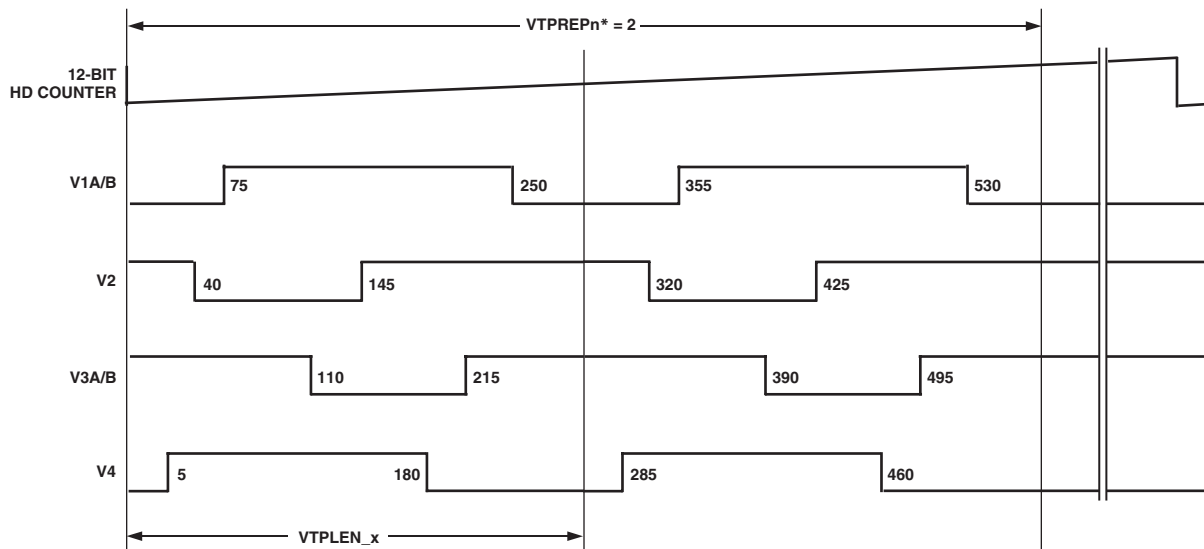 VTPREPn* = 2
12-BIT
HD COUNTER
V1A/B
75
250
355
530
V2
40
145
320
425
V3A/B
110
215
390
495
V4
5
180
285
460
VTPLEN_x